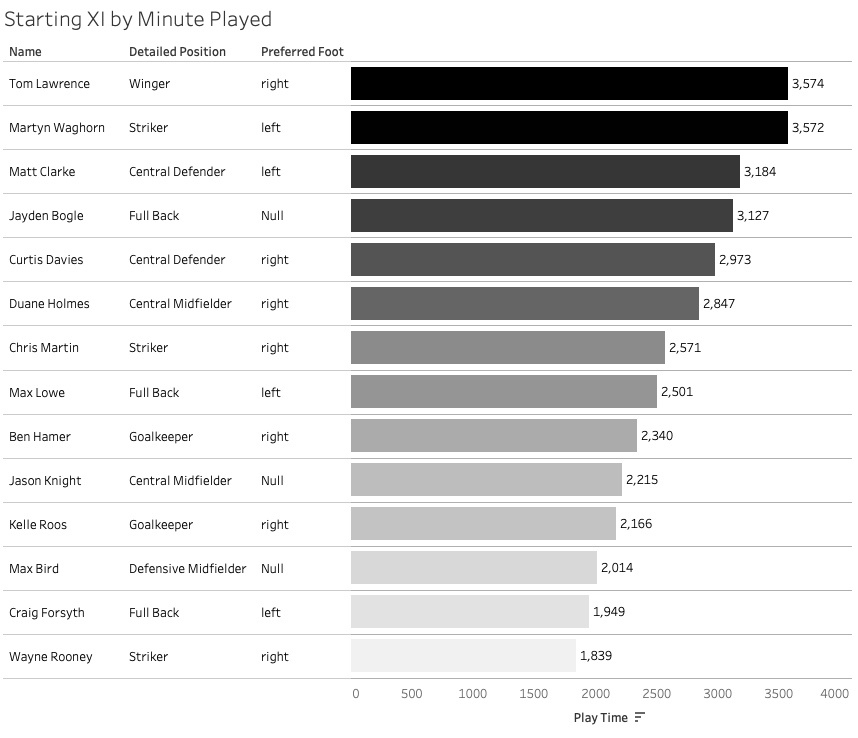 Starting XI by Minute Played
Name Detailed Position Preferred Foot
Tom Lawrence Winger right 3,574
Martyn Waghorn Striker left 3,572
Matt Clarke Central Defender left 3,184
Jayden Bogle Full Back Null 3,127
Curtis Davies Central Defender right 2,973
Duane Holmes Central Midfielder right 2,847
Chris Martin Striker right 2,571
Max Lowe Full Back left 2,501
Ben Hamer Goalkeeper right 2,340
Jason Knight Central Midfielder Null 2,215
Kelle Roos Goalkeeper right 2,166
Max Bird Defensive Midfielder Null 2,014
Craig Forsyth Full Back left 1,949
Wayne Rooney Striker right 1,839
0 500 1000 1500 2000 2500 3000 3500 4000
Play Time